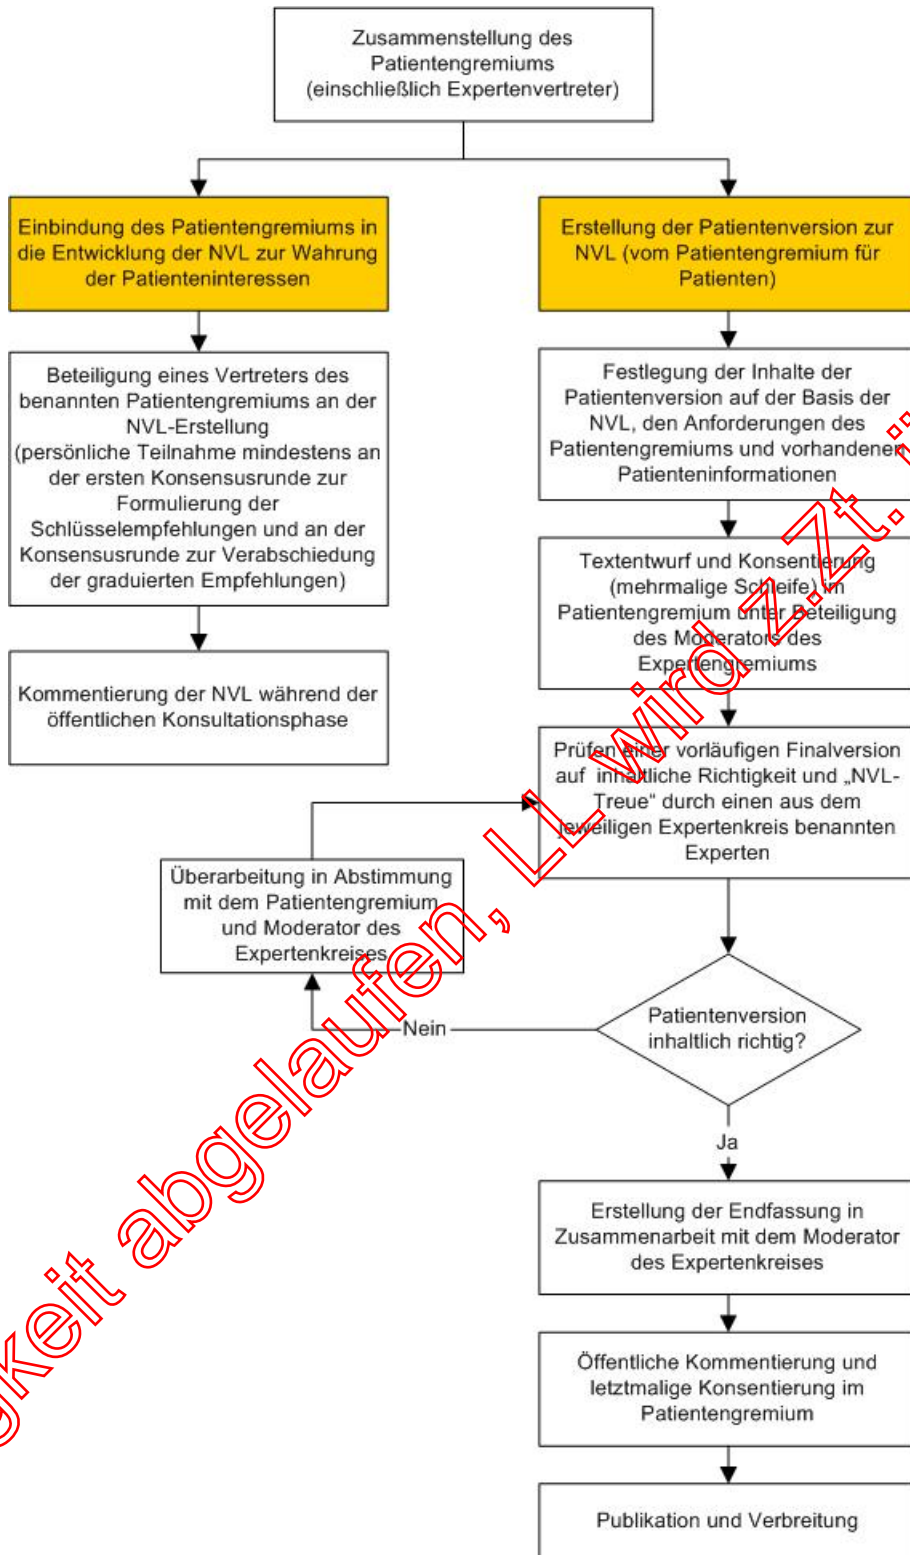 Zusammenstellung des
Patientengremiums
(einschließlich Expertenvertreter)
Einbindung des Patientengremiums in
die Entwicklung der NVL zur Wahrung
der Patienteninteressen
Beteiligung eines Vertreters des
benannten Patientengremiums an der
NVL-Erstellung
(persönliche Teilnahme mindestens an
der ersten Konsensusrunde zur
Formulierung der
Schlüsselempfehlungen und an der
Konsensusrunde zur Verabschiedung
der graduierten Empfehlungen)
Kommentierung der NVL während der
öffentlichen Konsultationsphase
Erstellung der Patientenversion zur
NVL (vom Patientengremium für
Patienten)
Festlegung der Inhalte der
Patientenversion auf der Basis der
NVL, den Anforderungen des
Patientengremiums und vorhandenen
Patienteninformationen
Textentwurf und Konsentierung
(mehrmalige Schleife) im
Patientengremium unter Beteiligung
des Moderators des
Expertengremiums
Prüfen einer vorläufigen Finalversion
auf inhaltliche Richtigkeit und „NVL-
Treue“ durch einen aus dem
jeweiligen Expertenkreis benannten
Experten
Überarbeitung in Abstimmung
mit dem Patientengremium
und Moderator des
Expertenkreises
Patientenversion
inhaltlich richtig?
Nein
Ja
Erstellung der Endfassung in
Zusammenarbeit mit dem Moderator
des Expertenkreises
Öffentliche Kommentierung und
letztmalige Konsentierung im
Patientengremium
Publikation und Verbreitung
gkeit abgelaufen, LL wird z.Zt. ü